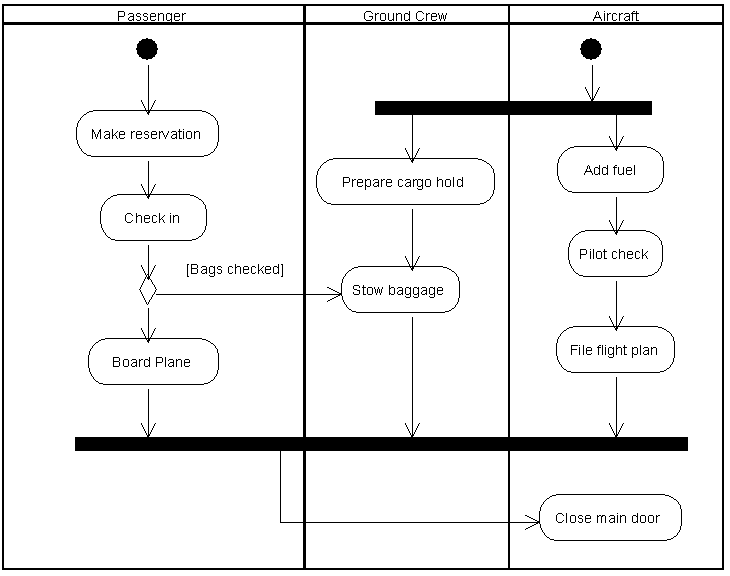 Passenger
Ground Crew
Aircraft
Make reservation
Prepare cargo hold
Add fuel
Check in
Pilot check
[Bags checked]
Stow baggage
Board Plane
File flight plan
Close main door